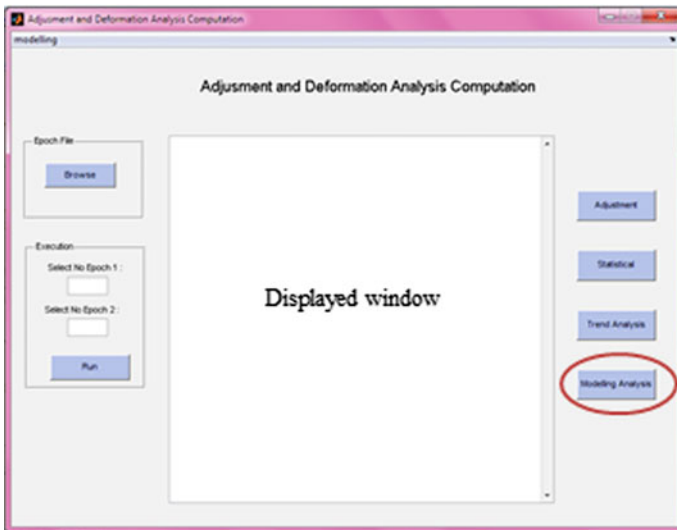 Adjusment and Deformation Analysis Computation
modelling
Adjusment and Deformation Analysis Computation
Epoch File
Browse
Execution
Select No Epoch 1 :
Select No Epoch 2 :
Run
Displayed window
Adjustment
Statistical
Trend Analysis
Modelling Analysis